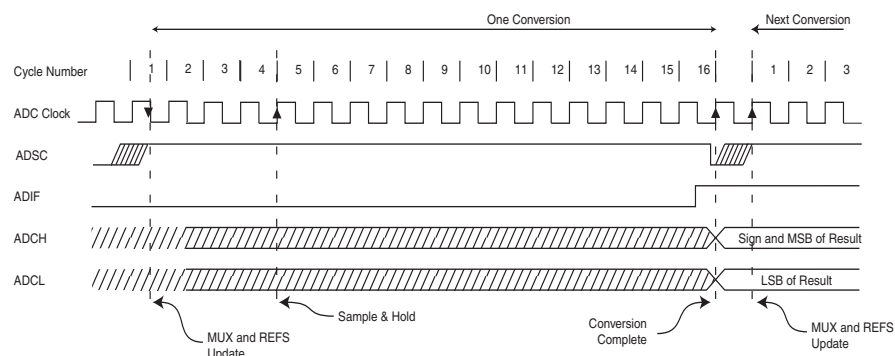 One Conversion
Next Conversion
Cycle Number
1 2 3 4 5 6 7 8 9 10 11 12 13 14 15 16 1 2 3
ADC Clock
ADSC
ADIF
ADCH
Sign and MSB of Result
ADCL
LSB of Result
MUX and REFS
Update
Sample & Hold
Conversion
Complete
MUX and REFS
Update